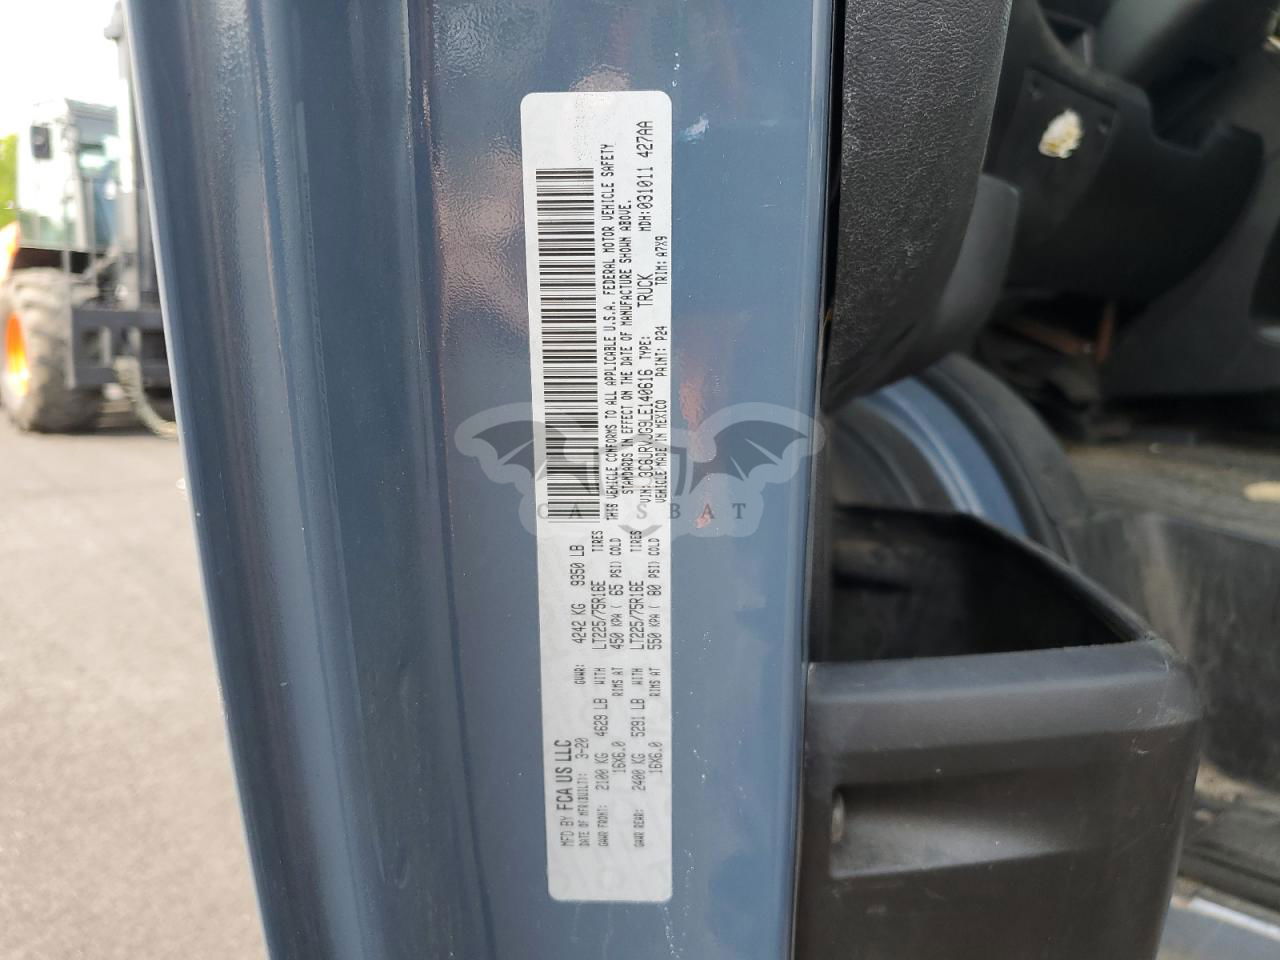 MFD BY FCA US LLC
DATE OF MFR(BUILT): 3-20 GVWR: 4242 KG 9350 LB
GAWR FRONT: 2100 KG 4629 LB WITH LT225/75R16E TIRES
16X6.0 RIMS AT 450 KPA ( 65 PSI) COLD
GAWR REAR: 2400 KG 5291 LB WITH LT225/75R16E TIRES
16X6.0 RIMS AT 550 KPA ( 80 PSI) COLD
THIS VEHICLE CONFORMS TO ALL APPLICABLE U.S.A. FEDERAL MOTOR VEHICLE SAFETY
STANDARDS IN EFFECT ON THE DATE OF MANUFACTURE SHOWN ABOVE.
VIN: 3C6URVJG9LE140616 TYPE: TRUCK MDH:031011 427AA
VEHICLE MADE IN MEXICO PAINT: P24 TRIM: A7X9
CA SBAT